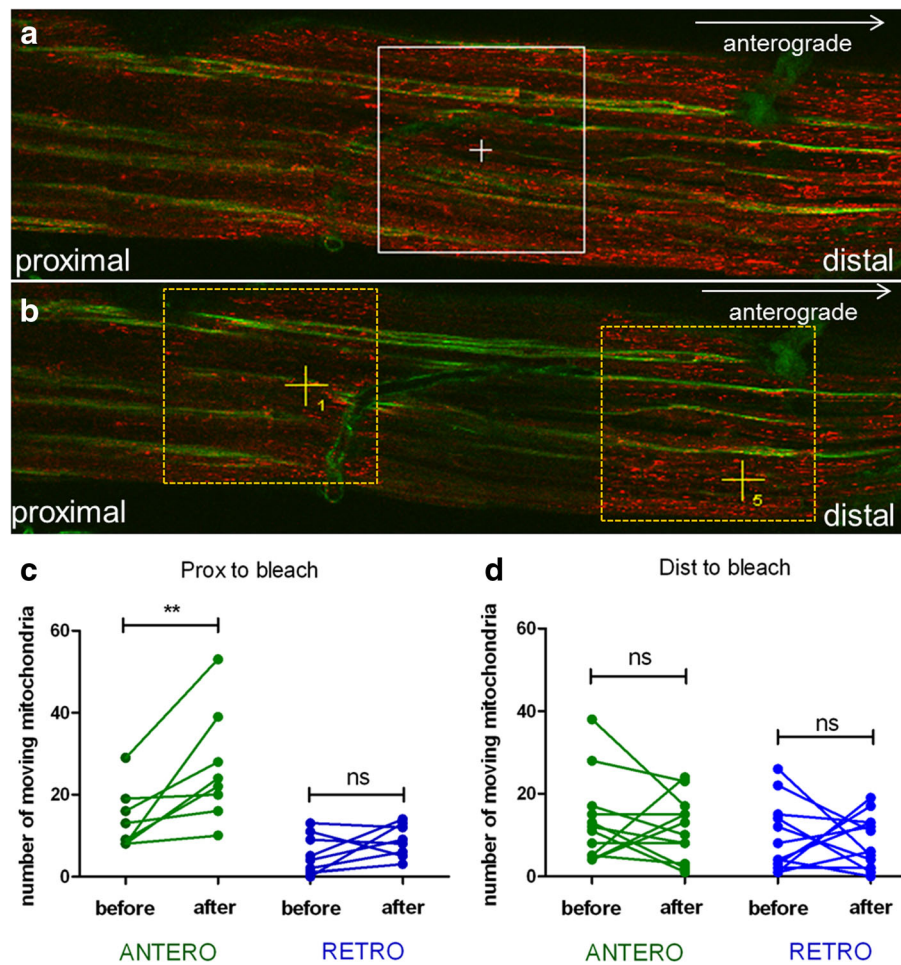 a
anterograde
proximal
distal
b
anterograde
1
5
proximal
distal
c
Prox to bleach
number of moving mitochondria
60
40
20
0
**
ns
before
after
before
after
ANTERO
RETRO
d
Dist to bleach
number of moving mitochondria
60
40
20
0
ns
ns
before
after
before
after
ANTERO
RETRO